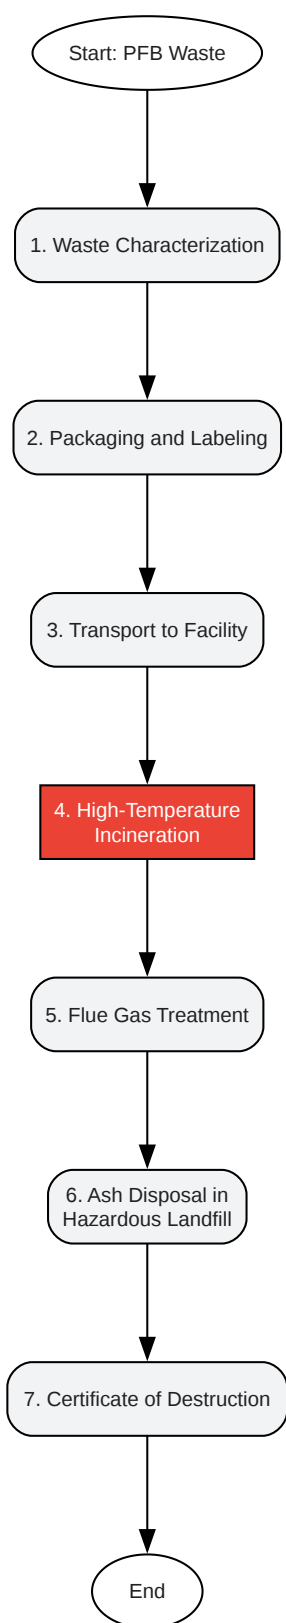 Start: PFB Waste
1. Waste Characterization
2. Packaging and Labeling
3. Transport to Facility
4. High-Temperature
Incineration
5. Flue Gas Treatment
6. Ash Disposal in
Hazardous Landfill
7. Certificate of Destruction
End